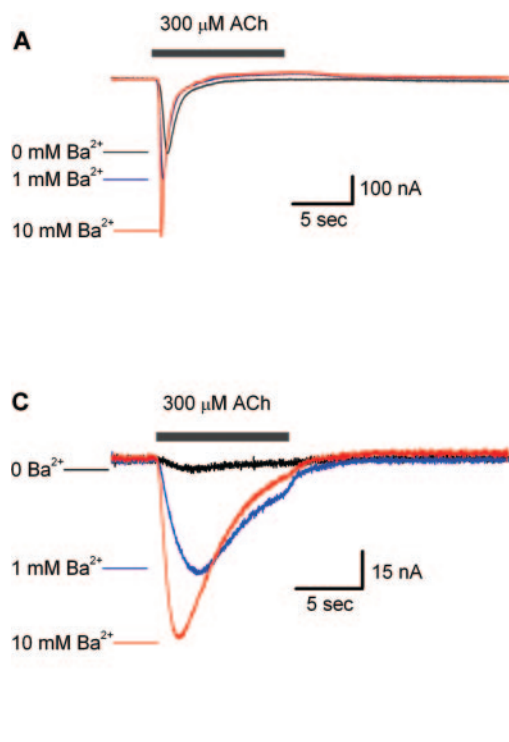 A
300 μM ACh
0 mM Ba²⁺
1 mM Ba²⁺
100 nA
5 sec
10 mM Ba²⁺
C
300 μM ACh
0 Ba²⁺
1 mM Ba²⁺
15 nA
5 sec
10 mM Ba²⁺